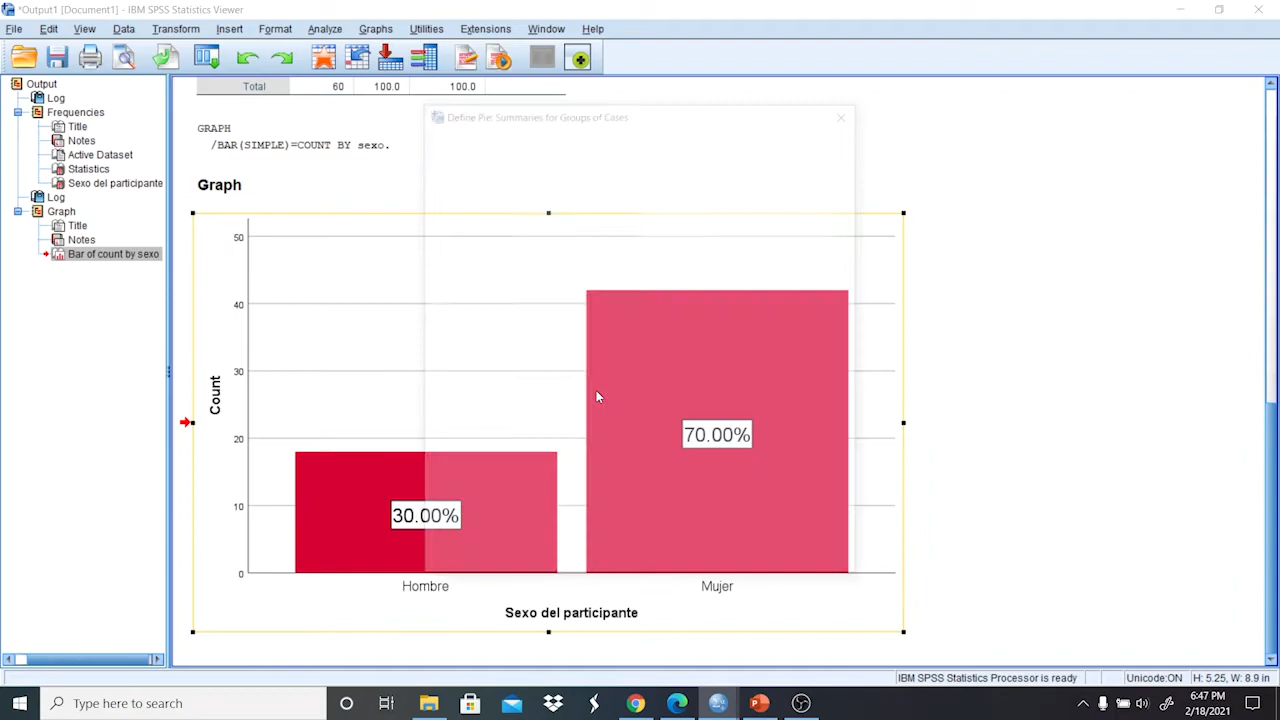 *Output1 [Document1] - IBM SPSS Statistics Viewer
File Edit View Data Transform Insert Format Analyze Graphs Utilities Extensions Window Help
Output
Log
Frequencies
Title
Notes
Active Dataset
Statistics
Sexo del participante
Log
Graph
Title
Notes
Bar of count by sexo
Total 60 100.0 100.0
GRAPH
/BAR(SIMPLE)=COUNT BY sexo.
Define Pie: Summaries for Groups of Cases
Graph
50
40
30
20
10
0
Count
70.00%
30.00%
Hombre Mujer
Sexo del participante
IBM SPSS Statistics Processor is ready Unicode:ON H: 5.25, W: 8.9 in
Type here to search
6:47 PM
2/18/2021